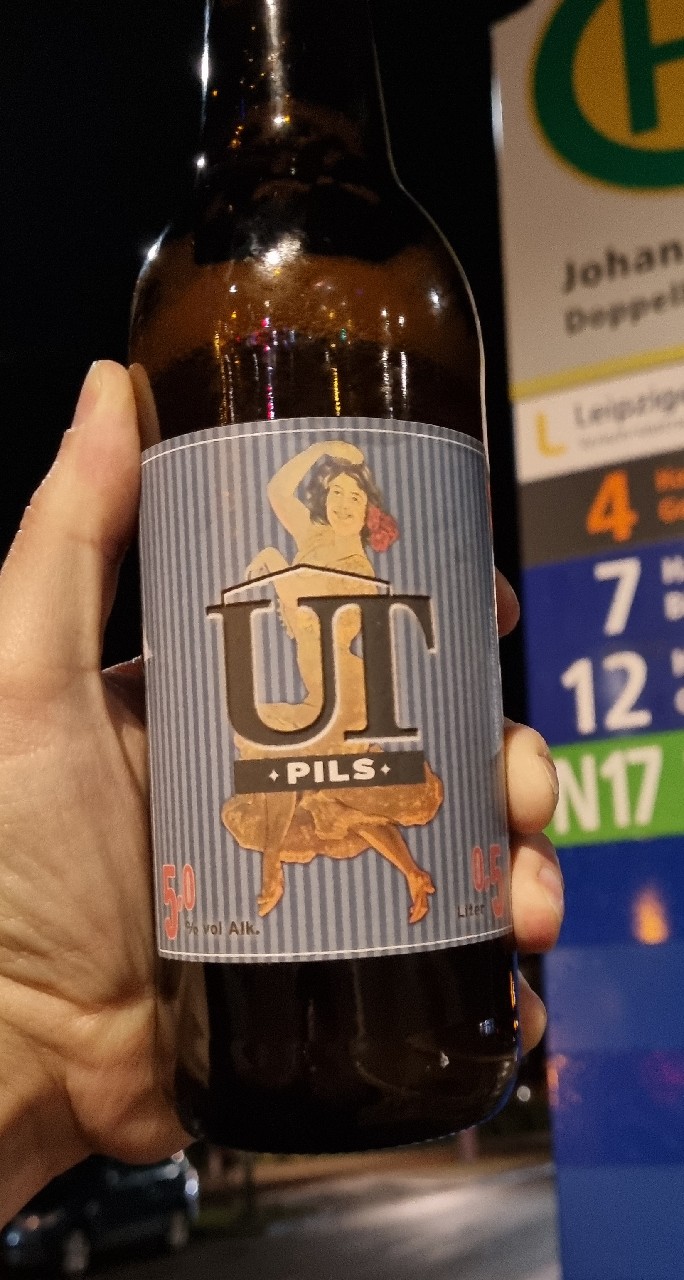 UT
PILS
5,0
% vol Alk.
0,5
Liter
H
Johan
Doppel
Leipzige
4
7
12
N17